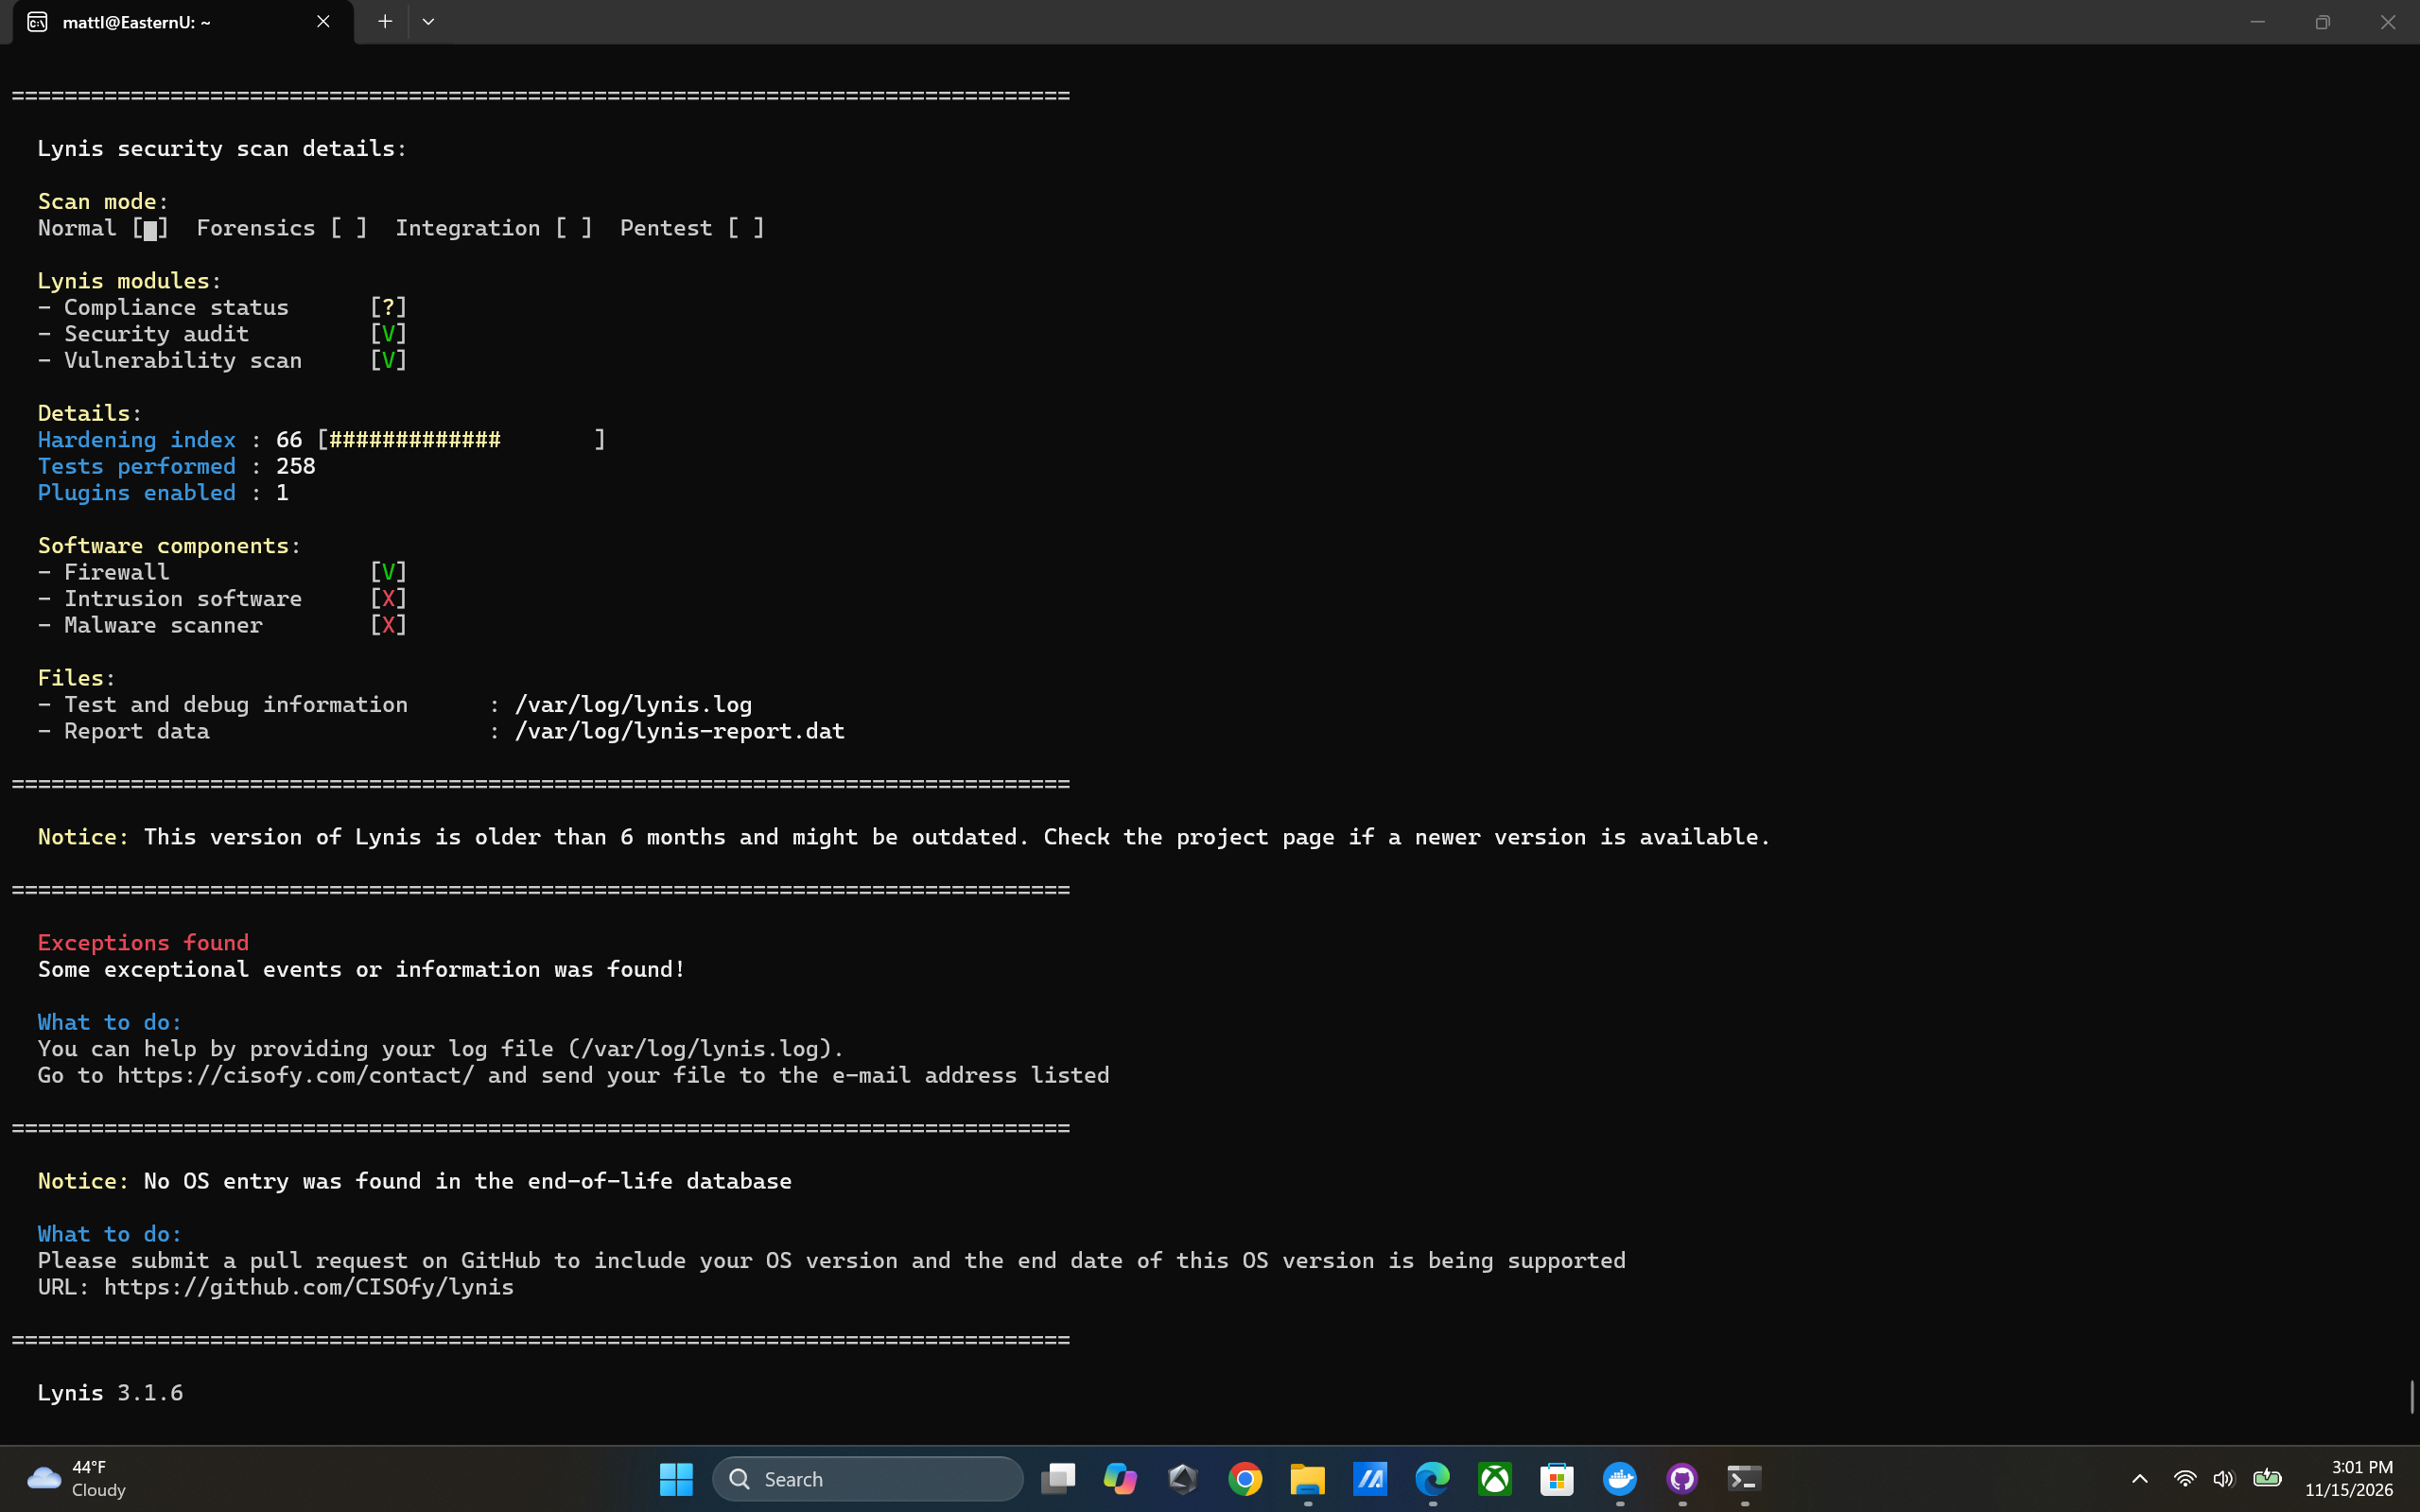 mattl@EasternU: ~
================================================================================
Lynis security scan details:
Scan mode:
Normal [▆]  Forensics [ ]  Integration [ ]  Pentest [ ]
Lynis modules:
- Compliance status      [?]
- Security audit         [V]
- Vulnerability scan     [V]
Details:
Hardening index : 66 [#############       ]
Tests performed : 258
Plugins enabled : 1
Software components:
- Firewall               [V]
- Intrusion software     [X]
- Malware scanner        [X]
Files:
- Test and debug information      : /var/log/lynis.log
- Report data                     : /var/log/lynis-report.dat
================================================================================
Notice: This version of Lynis is older than 6 months and might be outdated. Check the project page if a newer version is available.
================================================================================
Exceptions found
Some exceptional events or information was found!
What to do:
You can help by providing your log file (/var/log/lynis.log).
Go to https://cisofy.com/contact/ and send your file to the e-mail address listed
================================================================================
Notice: No OS entry was found in the end-of-life database
What to do:
Please submit a pull request on GitHub to include your OS version and the end date of this OS version is being supported
URL: https://github.com/CISOfy/lynis
================================================================================
Lynis 3.1.6
44°F
Cloudy
Search
3:01 PM
11/15/2026